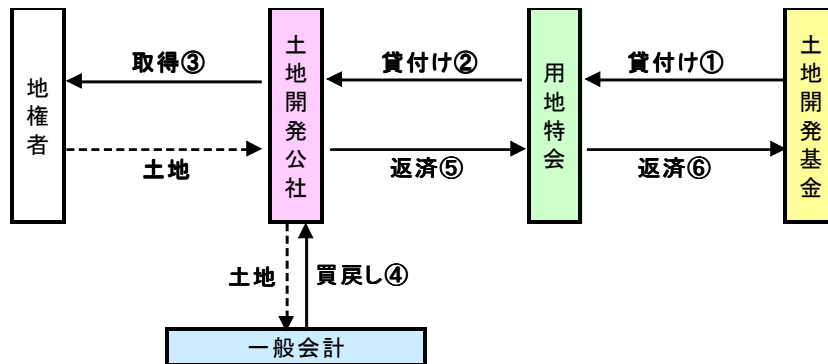 地権者
取得③
土地
土地開発公社
貸付け②
返済⑤
用地特会
貸付け①
返済⑥
土地開発基金
土地
買戻し④
一般会計